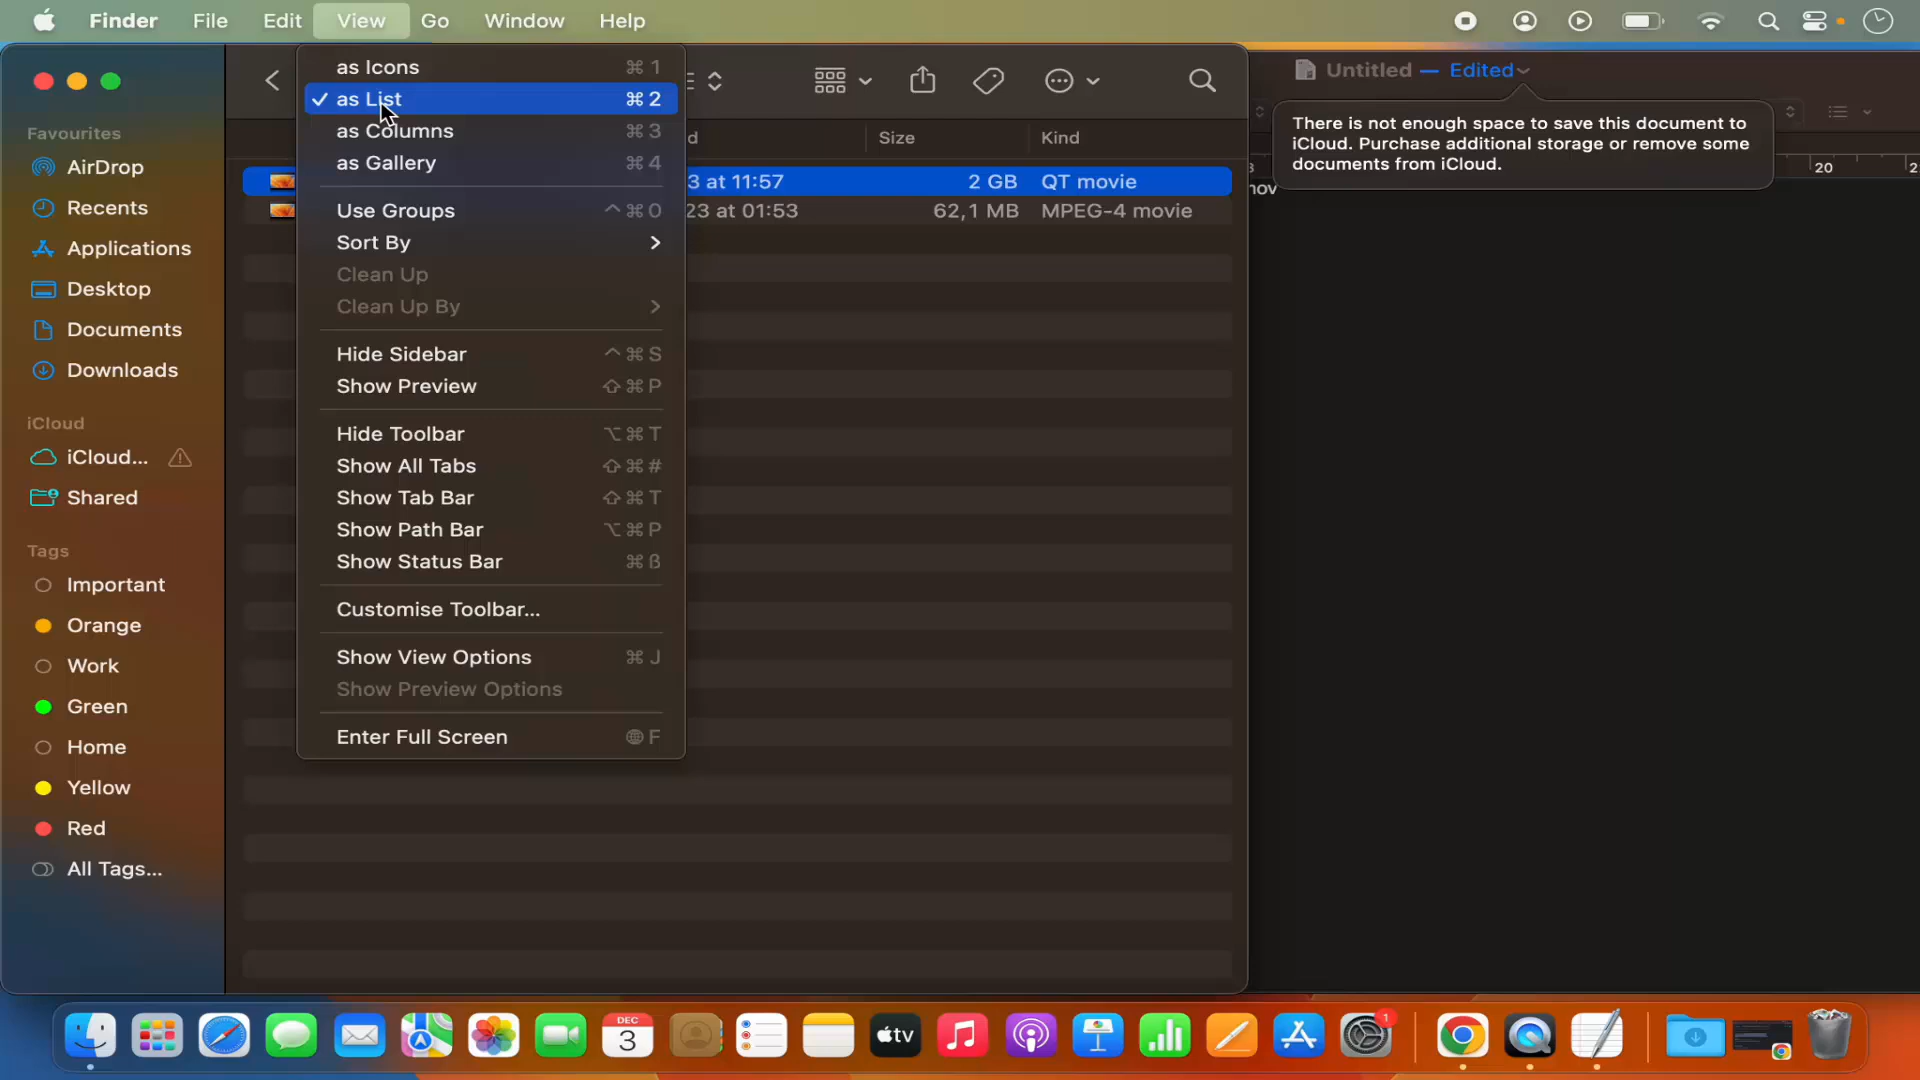 Finder File Edit View Go Window Help
as Icons ⌘ 1
✓ as List ⌘ 2
as Columns ⌘ 3
as Gallery ⌘ 4
Use Groups ^ ⌘ 0
Sort By >
Clean Up
Clean Up By >
Hide Sidebar ^ ⌘ S
Show Preview ⇧ ⌘ P
Hide Toolbar ⌥ ⌘ T
Show All Tabs ⇧ ⌘ #
Show Tab Bar ⇧ ⌘ T
Show Path Bar ⌥ ⌘ P
Show Status Bar ⌘ ß
Customise Toolbar...
Show View Options ⌘ J
Show Preview Options
Enter Full Screen F
Favourites
AirDrop
Recents
Applications
Desktop
Documents
Downloads
iCloud
iCloud...
Shared
Tags
Important
Orange
Work
Green
Home
Yellow
Red
All Tags...
d Size Kind
3 at 11:57 2 GB QT movie
23 at 01:53 62,1 MB MPEG-4 movie
Untitled — Edited
There is not enough space to save this document to
iCloud. Purchase additional storage or remove some
documents from iCloud.
20
nov
DEC
3
tv
1